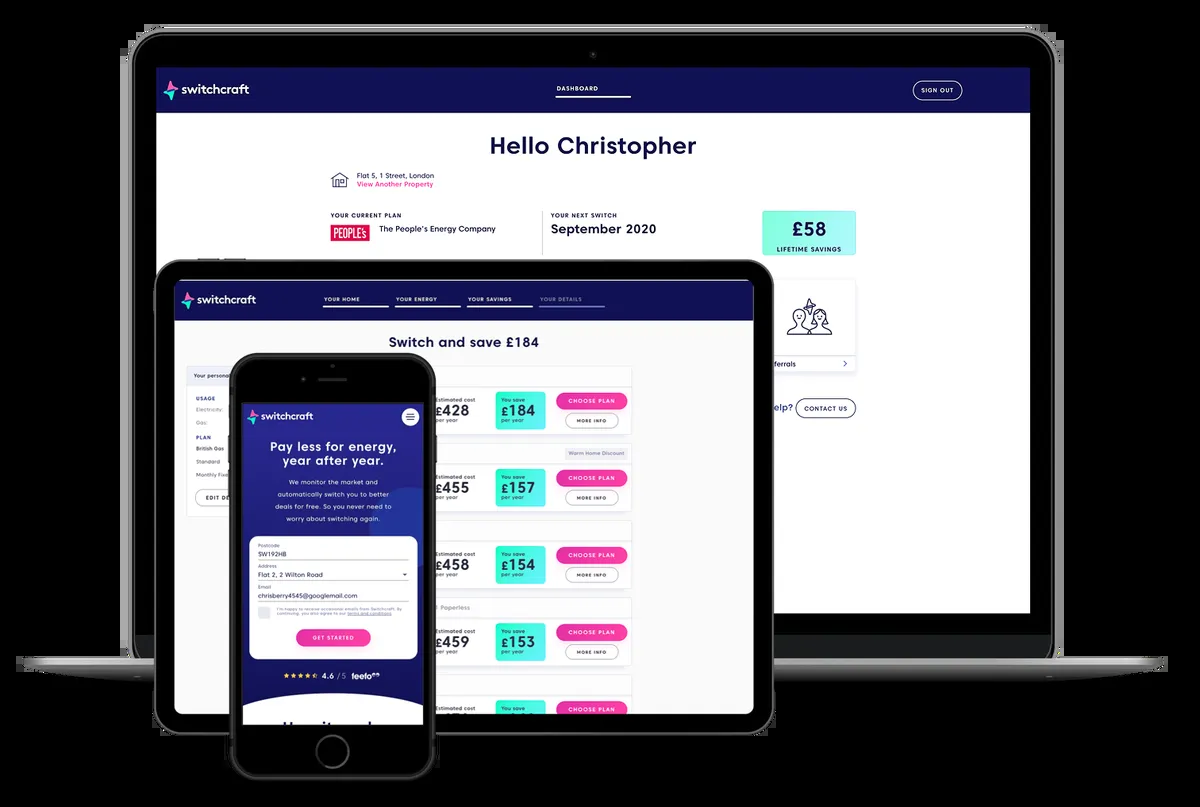 switchcraft
DASHBOARD
SIGN OUT
Hello Christopher
Flat 5, 1 Street, London
View Another Property
YOUR CURRENT PLAN
PEOPLE'S
The People's Energy Company
YOUR NEXT SWITCH
September 2020
£58
LIFETIME SAVINGS
ferrals
elp?
CONTACT US
switchcraft
YOUR HOME
YOUR ENERGY
YOUR SAVINGS
YOUR DETAILS
Switch and save £184
Your persona
USAGE
Electricity:
Gas:
PLAN
British Gas
Standard
Monthly Fix
EDIT DE
Estimated cost
£428
per year
You save
£184
per year
CHOOSE PLAN
MORE INFO
Warm Home Discount
Estimated cost
£455
per year
You save
£157
per year
CHOOSE PLAN
MORE INFO
Estimated cost
£458
per year
You save
£154
per year
CHOOSE PLAN
MORE INFO
Paperless
Estimated cost
£459
per year
You save
£153
per year
CHOOSE PLAN
MORE INFO
Estimated cost
You save
CHOOSE PLAN
switchcraft
Pay less for energy,
year after year.
We monitor the market and
automatically switch you to better
deals for free. So you never need to
worry about switching again.
Postcode
SW192HB
Address
Flat 2, 2 Wilton Road
Email
chrisberry4545@googlemail.com
I'm happy to receive occasional emails from Switchcraft. By
continuing, you also agree to our terms and conditions
GET STARTED
4.6 / 5 feefo